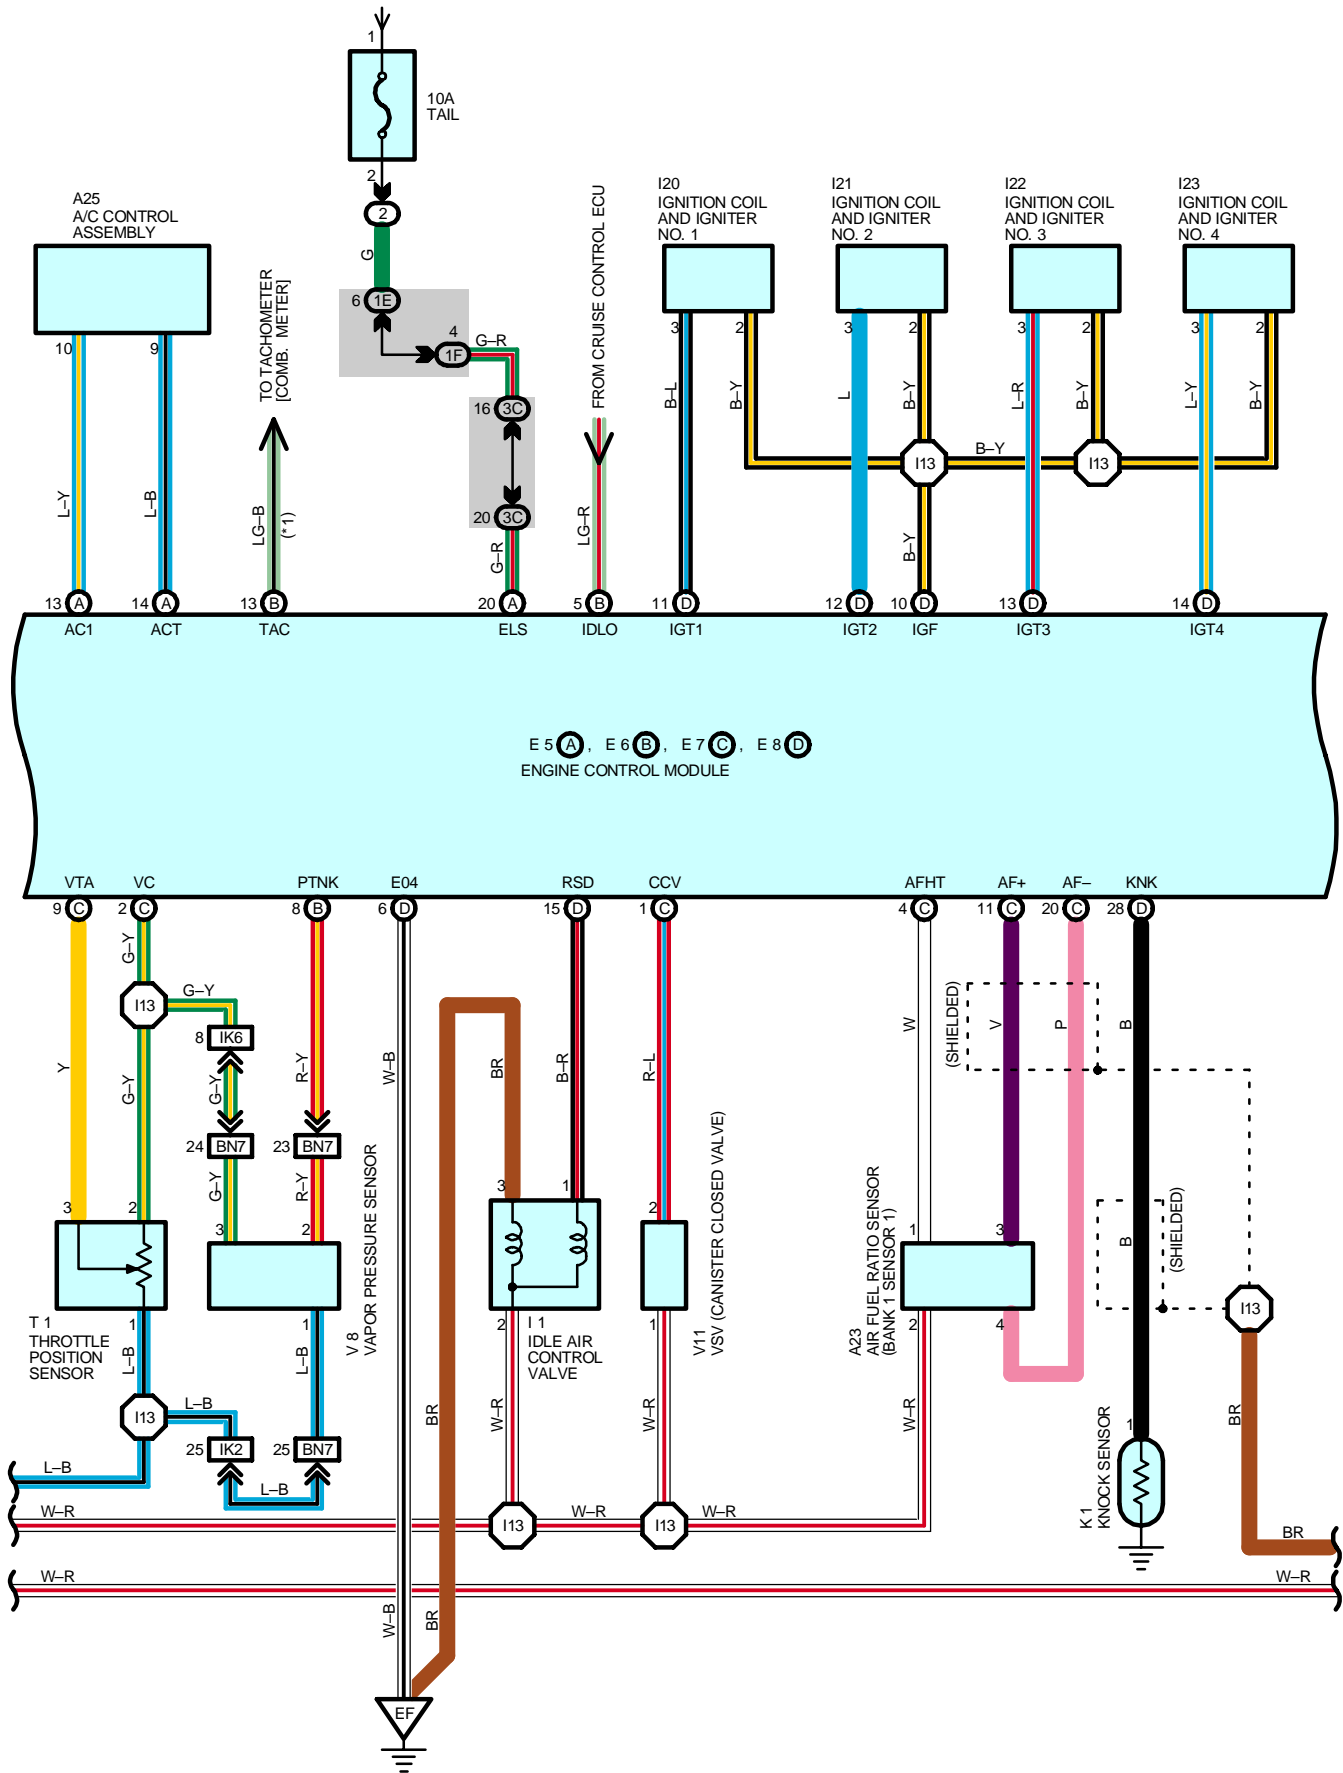 1
10A
TAIL
2
2
G
6 1E
4
1F
G–R
16 3C
20 3C
G–R
A25
A/C CONTROL
ASSEMBLY
10
9
L–Y
L–B
TO TACHOMETER
[COMB. METER]
LG–B
(*1)
FROM CRUISE CONTROL ECU
LG–R
I20
IGNITION COIL
AND IGNITER
NO. 1
I21
IGNITION COIL
AND IGNITER
NO. 2
I22
IGNITION COIL
AND IGNITER
NO. 3
I23
IGNITION COIL
AND IGNITER
NO. 4
3 2 3 2 3 2 3 2
B–L B–Y L B–Y L–R B–Y L–Y B–Y
I13 B–Y I13
B–Y
13 A 14 A 13 B 20 A 5 B 11 D 12 D 10 D 13 D 14 D
AC1 ACT TAC ELS IDLO IGT1 IGT2 IGF IGT3 IGT4
E 5 A , E 6 B , E 7 C , E 8 D
ENGINE CONTROL MODULE
VTA VC PTNK E04 RSD CCV AFHT AF+ AF– KNK
9 C 2 C 8 B 6 D 15 D 1 C 4 C 11 C 20 C 28 D
G–Y
I13
G–Y
8 IK6
Y
G–Y
G–Y
R–Y
W–B
BR
B–R
R–L
W
(SHIELDED)
V
P
B
24 BN7
23 BN7
G–Y
R–Y
3 2
3 2
3 1
2
1 3
T 1
THROTTLE
POSITION
SENSOR
1
L–B
V 8
VAPOR PRESSURE SENSOR
1
L–B
I 1
IDLE AIR
CONTROL
VALVE
2
W–R
V11
VSV (CANISTER CLOSED VALVE)
1
W–R
A23
AIR FUEL RATIO SENSOR
(BANK 1 SENSOR 1)
2 4
W–R
B
(SHIELDED)
I13
BR
I13
L–B
25 IK2
25 BN7
L–B
L–B
BR
1
K 1
KNOCK SENSOR
W–R
I13
W–R
I13
W–R
BR
W–R
W–R
W–B
BR
EF